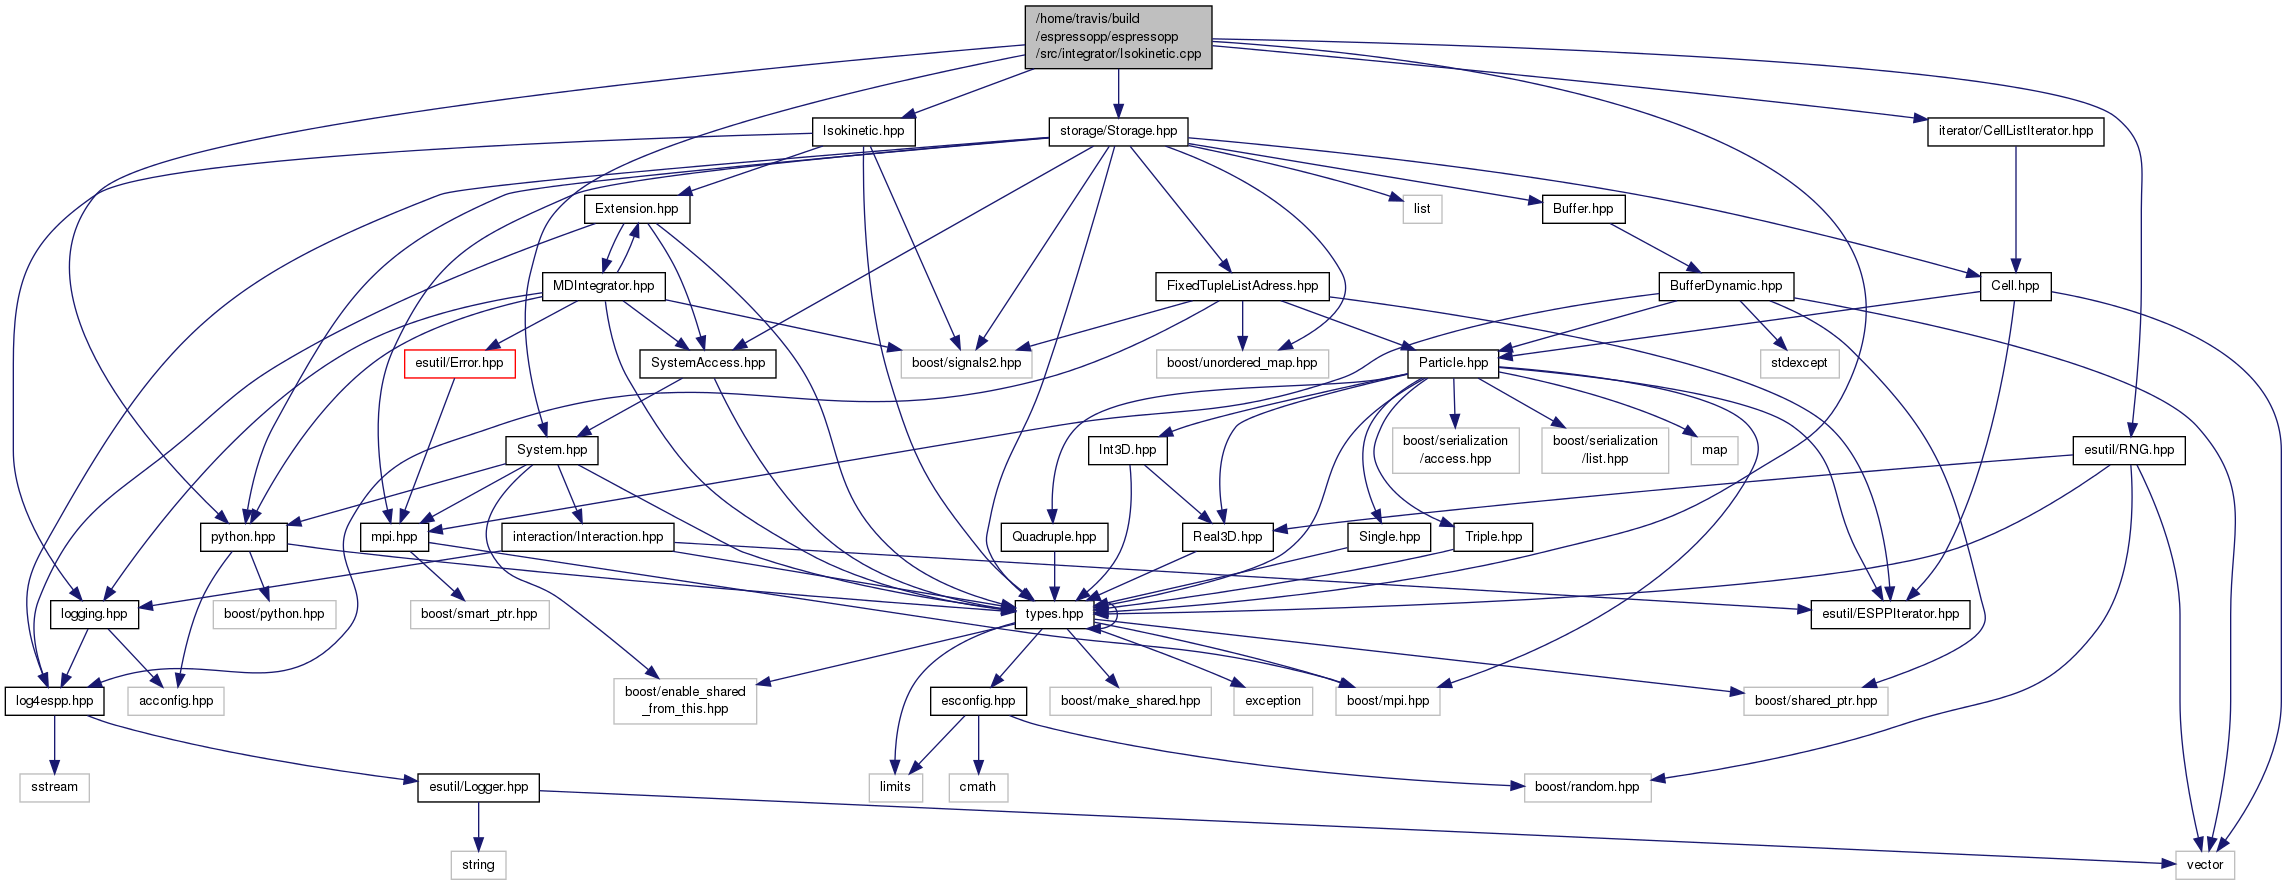 /home/travis/build
/espressopp/espressopp
/src/integrator/Isokinetic.cpp
Isokinetic.hpp
storage/Storage.hpp
iterator/CellListIterator.hpp
Extension.hpp
list
Buffer.hpp
MDIntegrator.hpp
FixedTupleListAdress.hpp
BufferDynamic.hpp
Cell.hpp
esutil/Error.hpp
SystemAccess.hpp
boost/signals2.hpp
boost/unordered_map.hpp
Particle.hpp
stdexcept
System.hpp
Int3D.hpp
boost/serialization
/access.hpp
boost/serialization
/list.hpp
map
esutil/RNG.hpp
python.hpp
mpi.hpp
interaction/Interaction.hpp
Quadruple.hpp
Real3D.hpp
Single.hpp
Triple.hpp
logging.hpp
boost/python.hpp
boost/smart_ptr.hpp
types.hpp
esutil/ESPPIterator.hpp
log4espp.hpp
acconfig.hpp
boost/enable_shared
_from_this.hpp
esconfig.hpp
boost/make_shared.hpp
exception
boost/mpi.hpp
boost/shared_ptr.hpp
sstream
esutil/Logger.hpp
limits
cmath
boost/random.hpp
string
vector